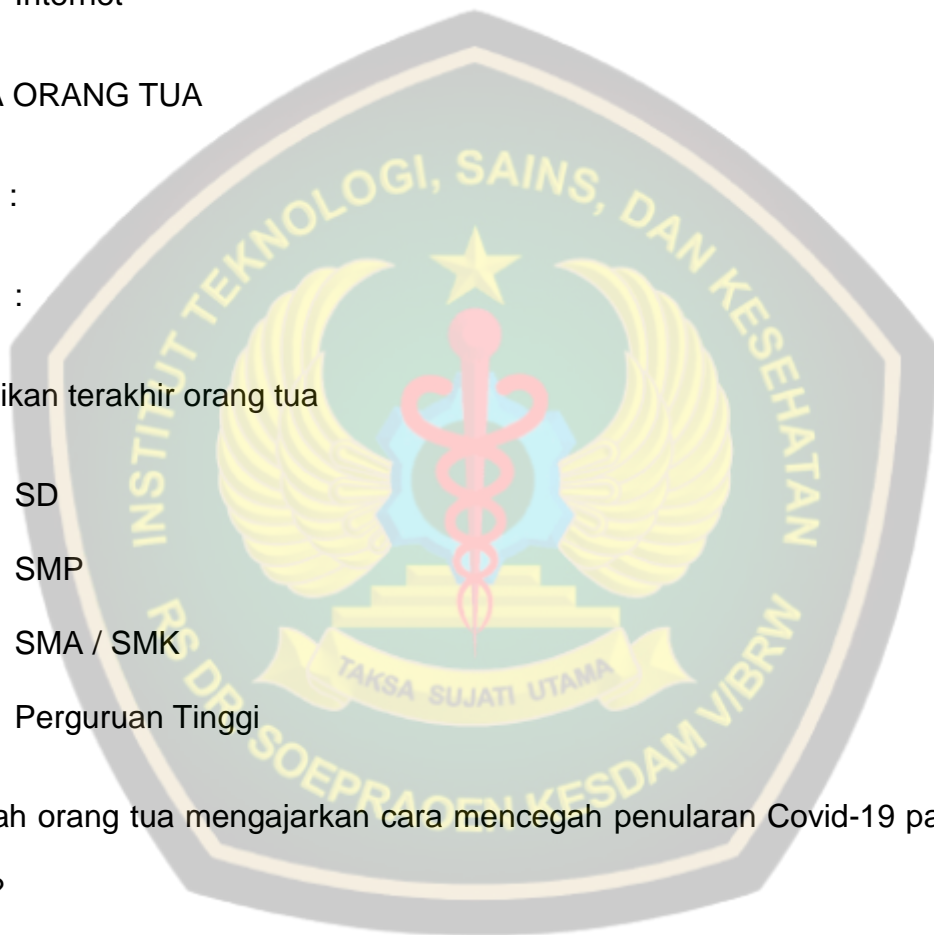 Internet
A ORANG TUA
:
:
ikan terakhir orang tua
SD
SMP
SMA / SMK
Perguruan Tinggi
ah orang tua mengajarkan cara mencegah penularan Covid-19 pa
?
INSTITUT TEKNOLOGI, SAINS, DAN KESEHATAN
TAKSA SUJATI UTAMA
RS DR. SOEPRAOEN KESDAM V/BRW